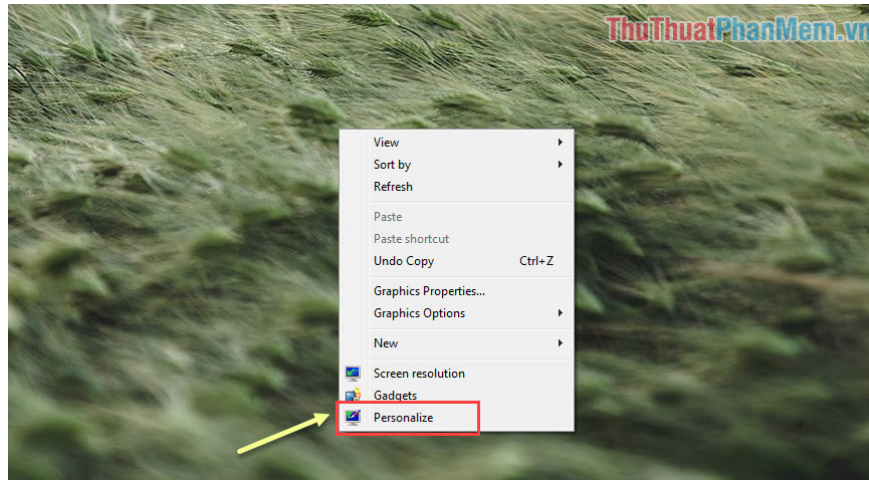 ThuThuatPhanMem.vn
View
Sort by
Refresh
Paste
Paste shortcut
Undo Copy Ctrl+Z
Graphics Properties...
Graphics Options
New
Screen resolution
Gadgets
Personalize